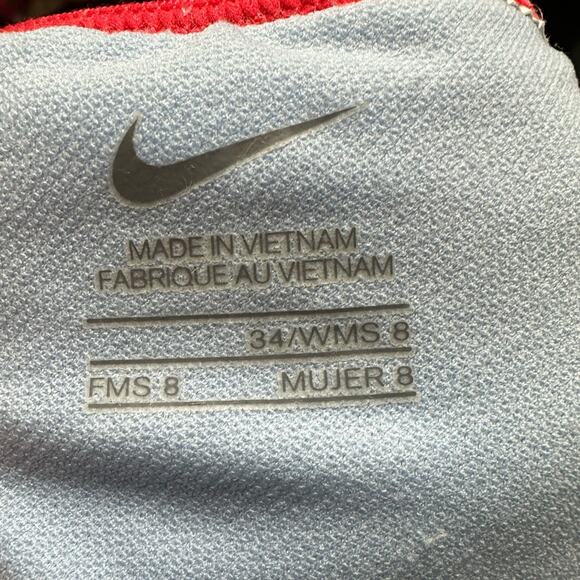 MADE IN VIETNAM
FABRIQUE AU VIETNAM
34/WMS 8
FMS 8 MUJER 8